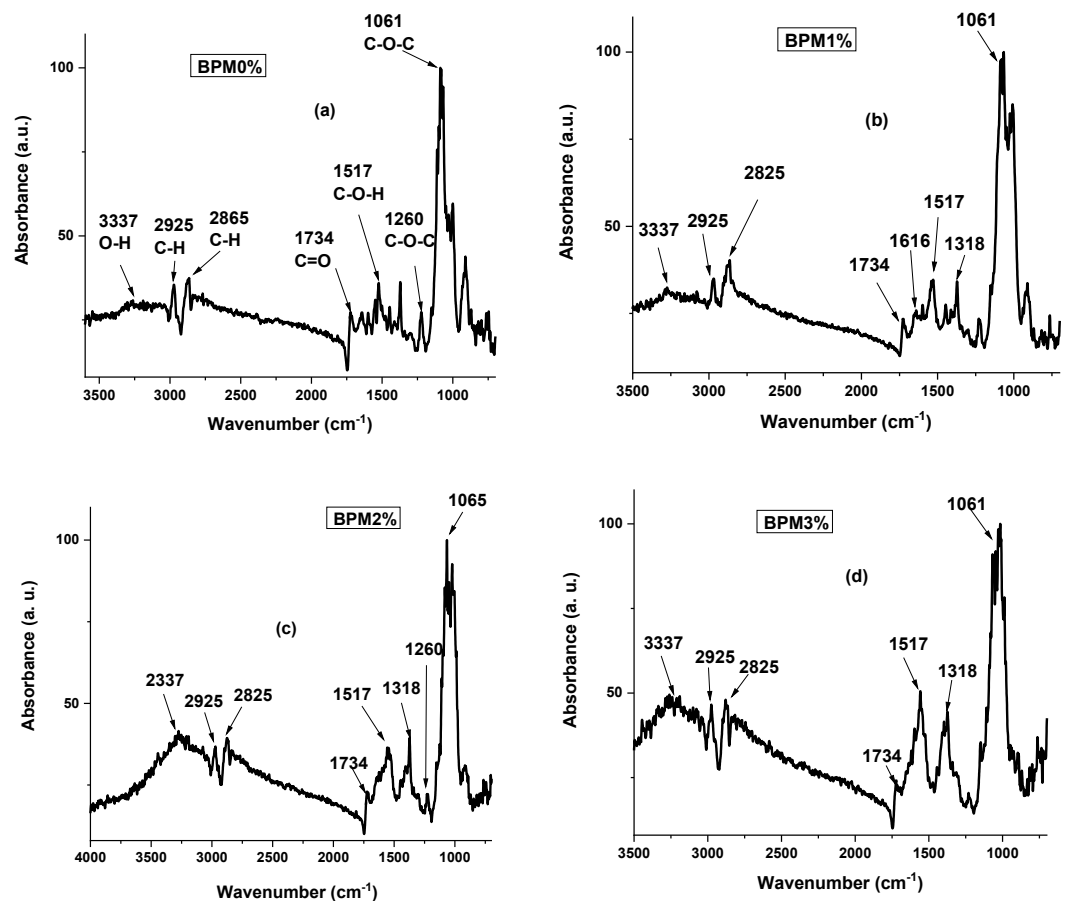 1061
C-O-C
BPM0%
100
(a)
1517
C-O-H
3337
O-H
2925
C-H
2865
C-H
1734
C=O
1260
C-O-C
50
Absorbance (a.u.)
3500 3000 2500 2000 1500 1000
Wavenumber (cm-1)
1061
BPM1%
100
(b)
2825
1517
3337
2925
1616
1318
1734
50
Absorbance (a.u.)
3500 3000 2500 2000 1500 1000
Wavenumber (cm-1)
1065
BPM2%
100
(c)
2337
2925
2825
1517
1318
1260
1734
50
Absorbance (a. u.)
4000 3500 3000 2500 2000 1500 1000
Wavenumber (cm-1)
1061
BPM3%
100
(d)
3337
2925
2825
1517
1318
1734
50
Absorbance (a. u.)
3500 3000 2500 2000 1500 1000
Wavenumber (cm-1)